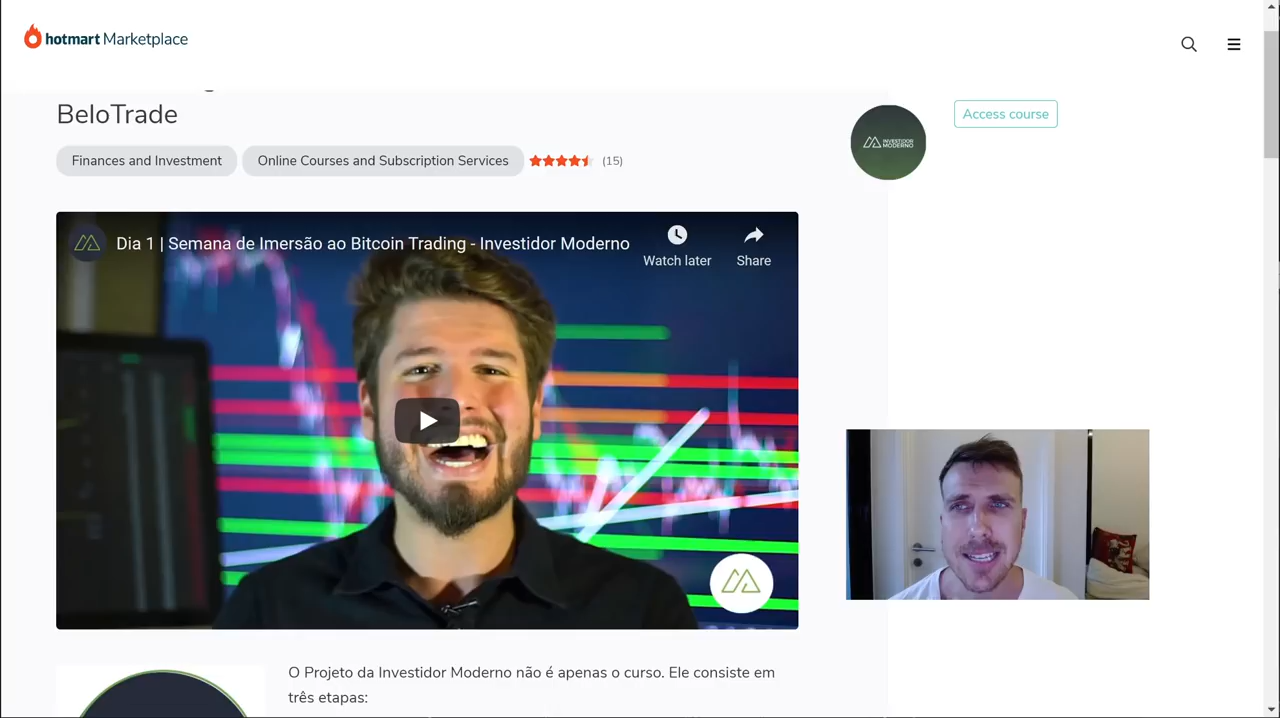 hotmart Marketplace
BeloTrade
Access course
INVESTIDOR
MODERNO
Finances and Investment
Online Courses and Subscription Services
(15)
Dia 1 | Semana de Imersão ao Bitcoin Trading - Investidor Moderno
Watch later
Share
O Projeto da Investidor Moderno não é apenas o curso. Ele consiste em
três etapas: